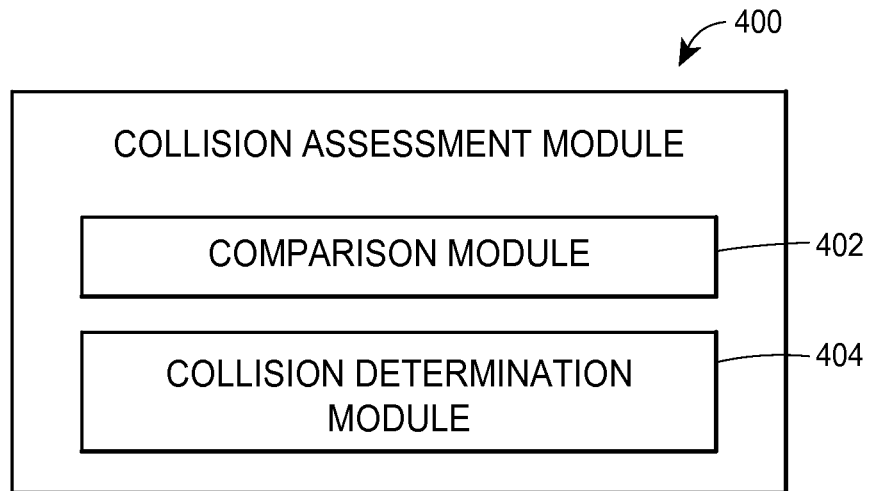 400
COLLISION ASSESSMENT MODULE
COMPARISON MODULE
402
COLLISION DETERMINATION
MODULE
404